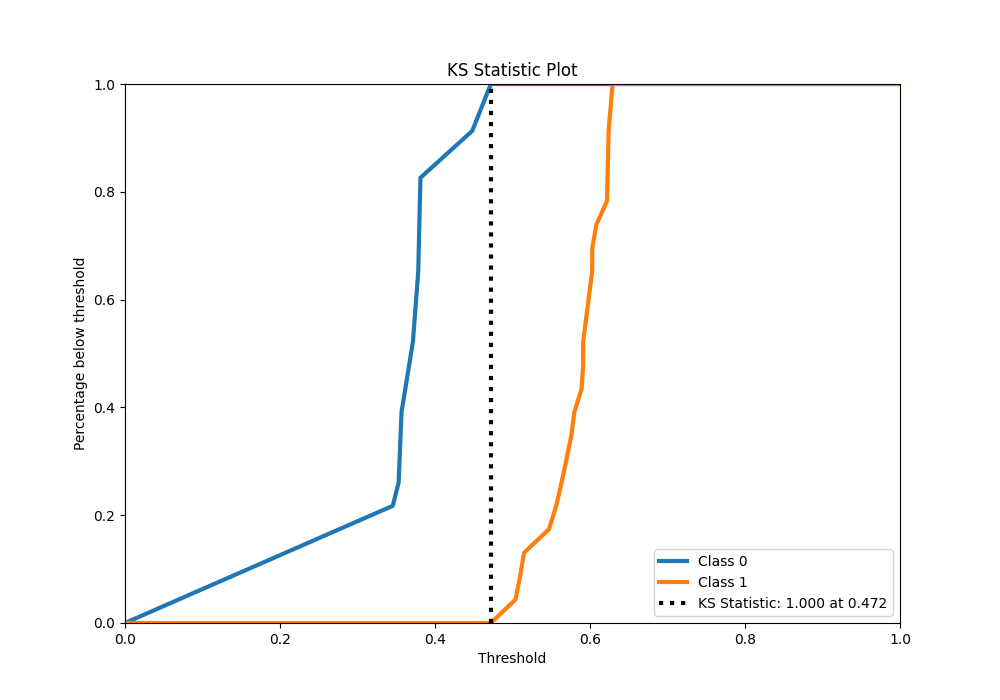 KS Statistic Plot
1.0
0.8
0.6
0.4
0.2
0.0
Percentage below threshold
0.0 0.2 0.4 0.6 0.8 1.0
Threshold
Class 0
Class 1
KS Statistic: 1.000 at 0.472